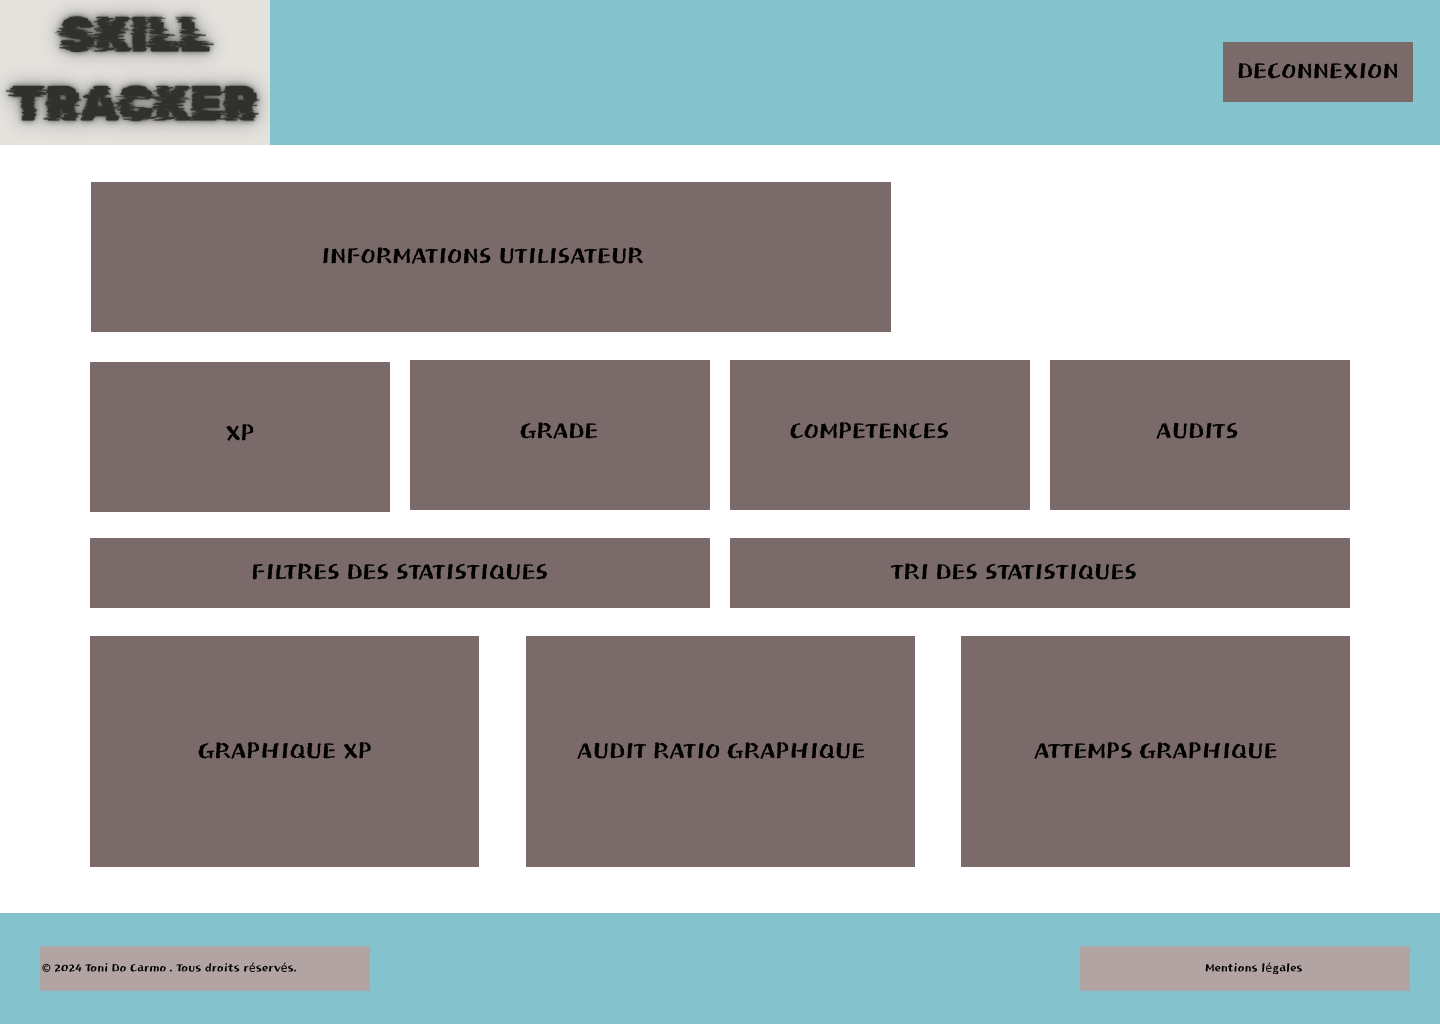 SKILL
TRACKER
DECONNEXION
INFORMATIONS UTILISATEUR
XP
GRADE
COMPETENCES
AUDITS
FILTRES DES STATISTIQUES
TRI DES STATISTIQUES
GRAPHIQUE XP
AUDIT RATIO GRAPHIQUE
ATTEMPS GRAPHIQUE
© 2024 Toni Do Carmo . Tous droits réservés.
Mentions légales